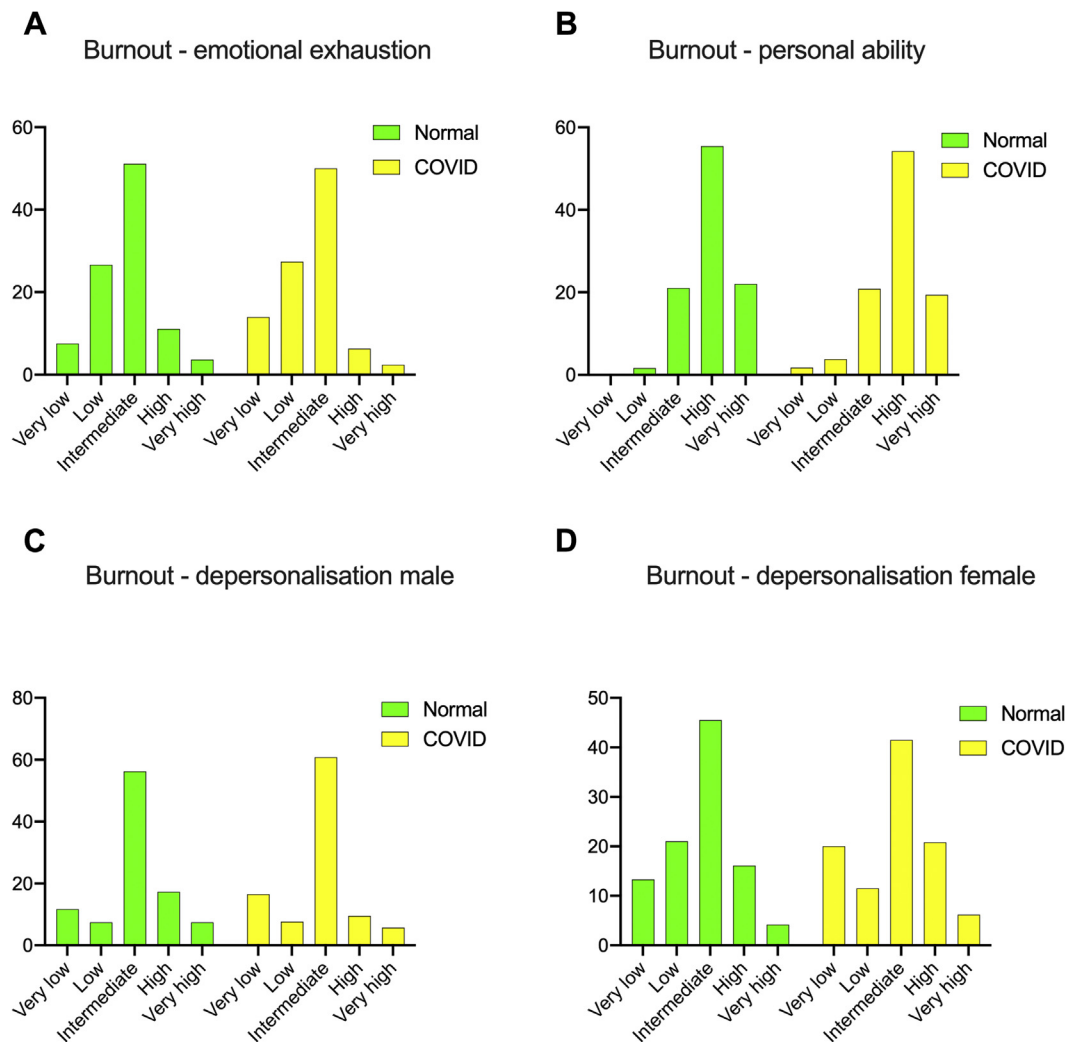 A
Burnout - emotional exhaustion
Normal
COVID
60
40
20
0
Very low
Low
Intermediate
High
Very high
Very low
Low
Intermediate
High
Very high
B
Burnout - personal ability
Normal
COVID
60
40
20
0
Very low
Low
Intermediate
High
Very high
Very low
Low
Intermediate
High
Very high
C
Burnout - depersonalisation male
Normal
COVID
80
60
40
20
0
Very low
Low
Intermediate
High
Very high
Very low
Low
Intermediate
High
Very high
D
Burnout - depersonalisation female
Normal
COVID
50
40
30
20
10
0
Very low
Low
Intermediate
High
Very high
Very low
Low
Intermediate
High
Very high